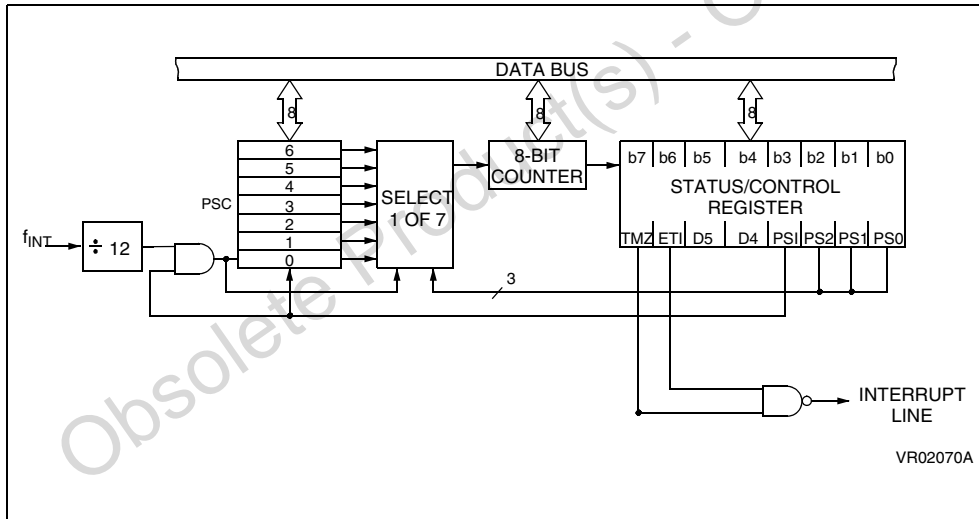 DATA BUS
8
8
8
6
5
4
3
2
1
0
PSC
SELECT
1 OF 7
8-BIT
COUNTER
b7 b6 b5 b4 b3 b2 b1 b0
STATUS/CONTROL
REGISTER
TMZ ETI D5 D4 PSI PS2 PS1 PS0
fINT
÷ 12
3
INTERRUPT
LINE
VR02070A
Obsolete Product(s) -